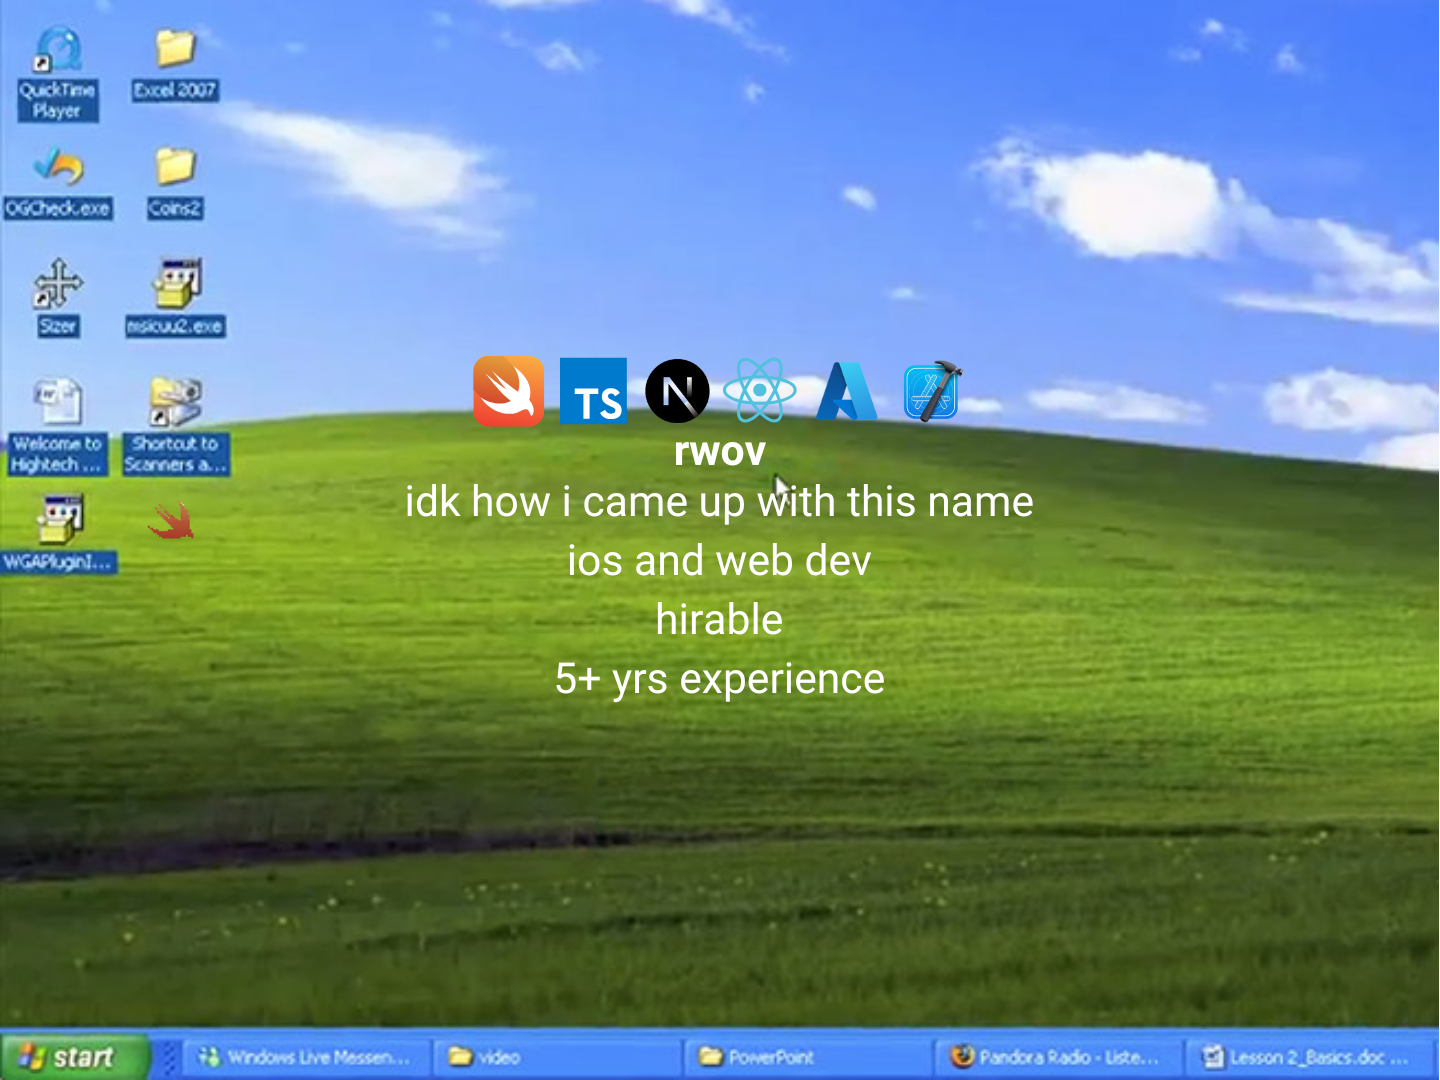 QuickTime
Player
Excel 2007
OGCheck.exe
Coins2
Sizer
msicuu2.exe
Welcome to
Hightech ...
Shortcut to
Scanners a...
WGAPluginI...
TS
N
rwov
idk how i came up with this name
ios and web dev
hirable
5+ yrs experience
start
Windows Live Messen...
video
PowerPoint
Pandora Radio - Liste...
Lesson 2_Basics.doc ...